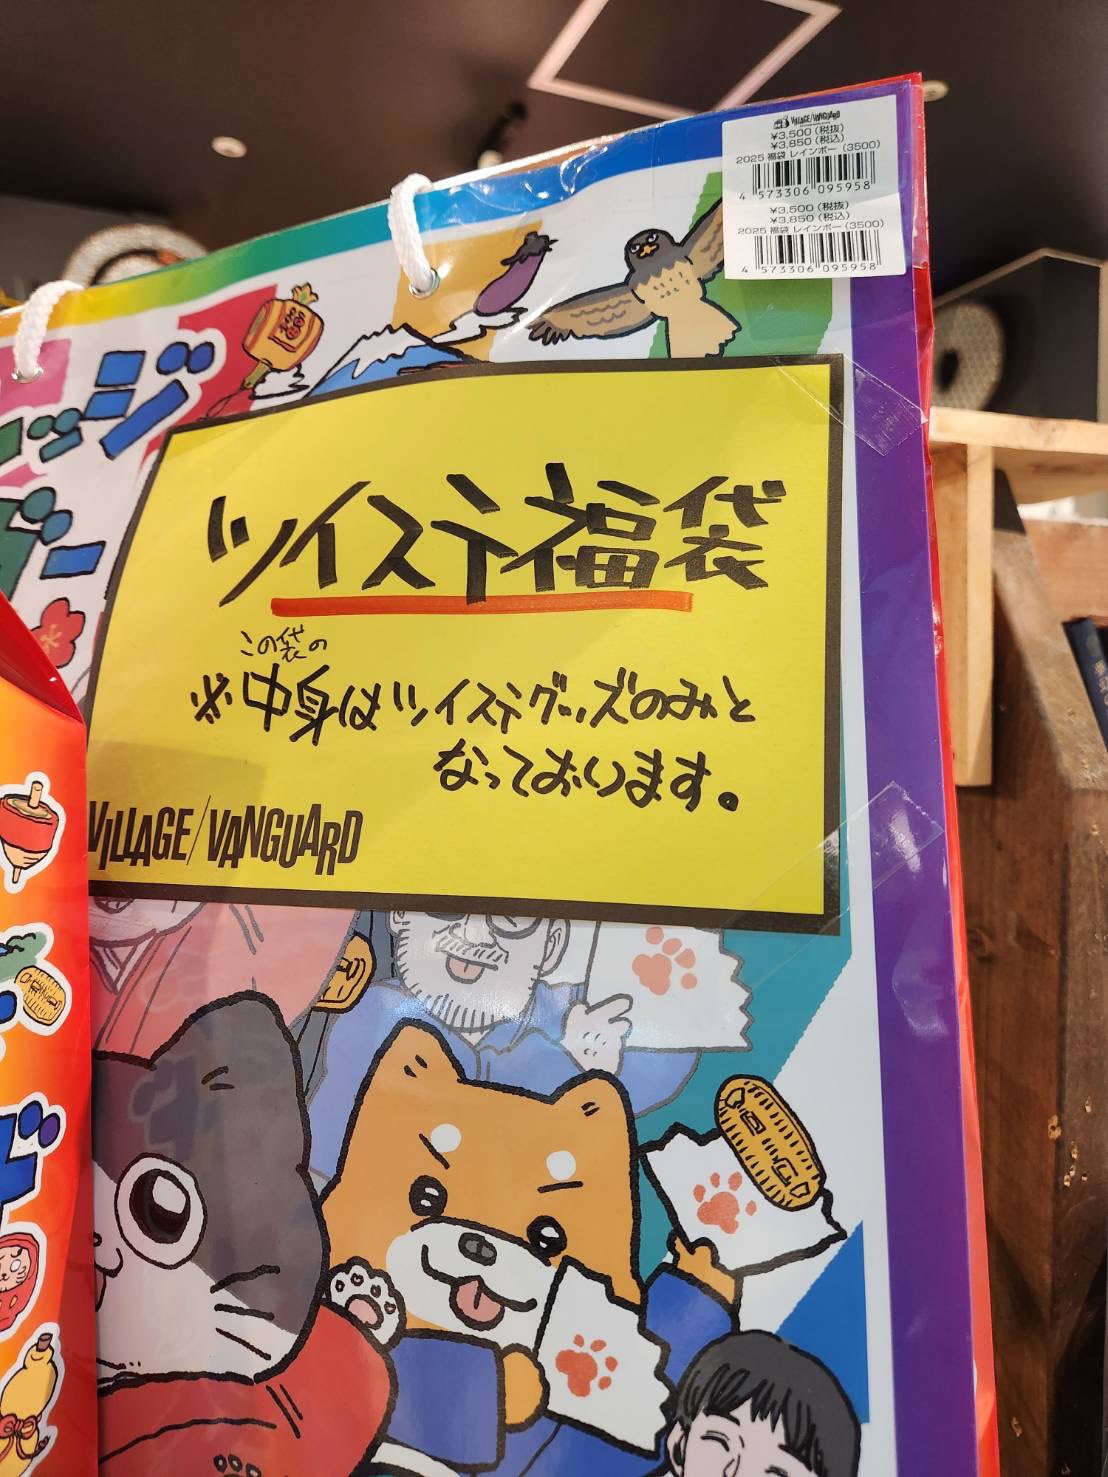 VILLAGE/VANGUARD
¥3,500(税抜)
¥3,850(税込)
2025 福袋 レインボー(3500)
4 573306 095958
¥3,500(税抜)
¥3,850(税込)
2025 福袋 レインボー(3500)
4 573306 095958
ッジ
ツイステ福袋
この袋の
※中身はツイステグッズのみと
なっております。
VILLAGE/VANGUARD